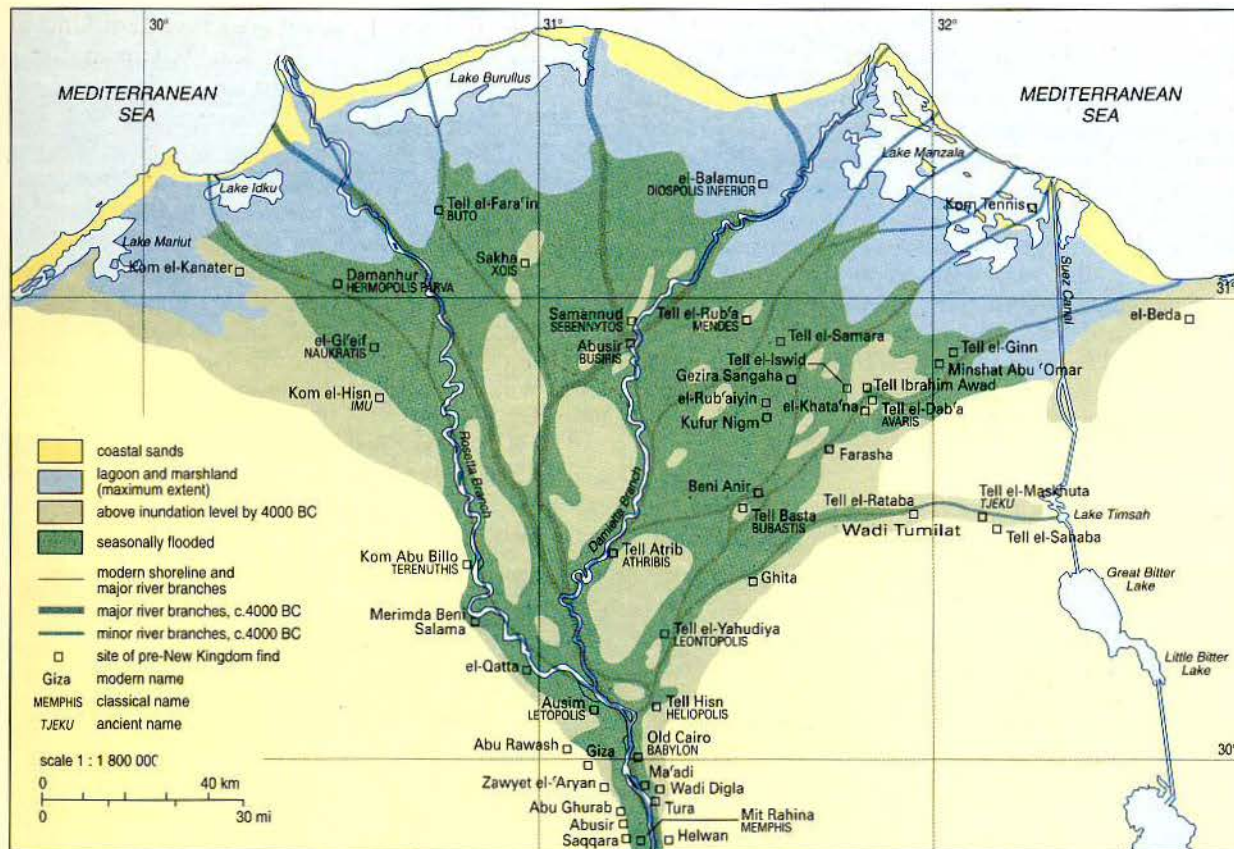 30°
31°
32°
MEDITERRANEAN
SEA
Lake Burullus
MEDITERRANEAN
SEA
Lake Manzala
Lake Idku
el-Balamun
DIOSPOLIS INFERIOR
Tell el-Fara'in
BUTO
Kom Tennis
Lake Mariut
Kom el-Kanater
Sakha
XOIS
Damanhur
HERMOPOLIS PARVA
Suez Canal
31°
Samannud
SEBENNYTOS
Tell el-Rub'a
MENDES
el-Beda
Abusir
BUSIRIS
el-Gi'eif
NAUKRATIS
Tell el-Samara
Tell el-Ginn
Tell el-Iswid
Minshat Abu 'Omar
Gezira Sangaha
Tell Ibrahim Awad
Kom el-Hisn
IMU
el-Rub'aiyin
el-Khata'na
Tell el-Dab'a
AVARIS
Kufur Nigm
Farasha
Rosetta Branch
Damietta Branch
Beni Anir
Tell el-Rataba
Tell el-Maskhuta
TJEKU
Lake Timsah
Tell Basta
BUBASTIS
Wadi Tumilat
Tell el-Sahaba
Kom Abu Billo
TERENUTHIS
Tell Atrib
ATHRIBIS
Ghita
Great Bitter
Lake
Merimda Beni
Salama
Tell el-Yahudiya
LEONTOPOLIS
el-Qatta
Little Bitter
Lake
Ausim
LETOPOLIS
Tell Hisn
HELIOPOLIS
Abu Rawash
Giza
Old Cairo
BABYLON
30°
Zawyet el-'Aryan
Ma'adi
Wadi Digla
Abu Ghurab
Tura
Mit Rahina
MEMPHIS
Abusir
Saqqara
Helwan
coastal sands
lagoon and marshland
(maximum extent)
above inundation level by 4000 BC
seasonally flooded
modern shoreline and
major river branches
major river branches, c.4000 BC
minor river branches, c.4000 BC
site of pre-New Kingdom find
Giza modern name
MEMPHIS classical name
TJEKU ancient name
scale 1 : 1 800 000
0 40 km
0 30 mi